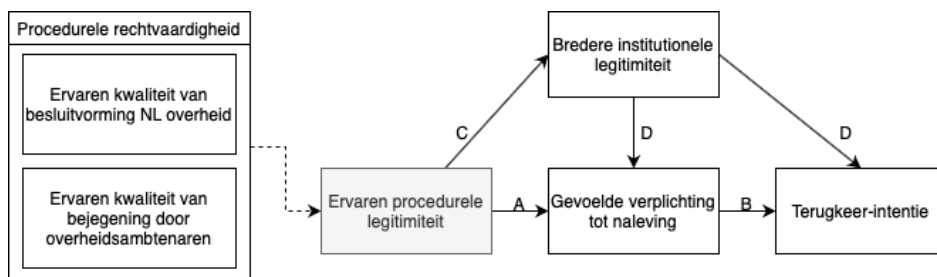 Procedurele rechtvaardigheid
Ervaren kwaliteit van
besluitvorming NL overheid
Ervaren kwaliteit van
bejegening door
overheidsambtenaren
Ervaren procedurele
legitimiteit
Bredere institutionele
legitimiteit
C
D
D
A
Gevoelde verplichting
tot naleving
B
Terugkeer-intentie